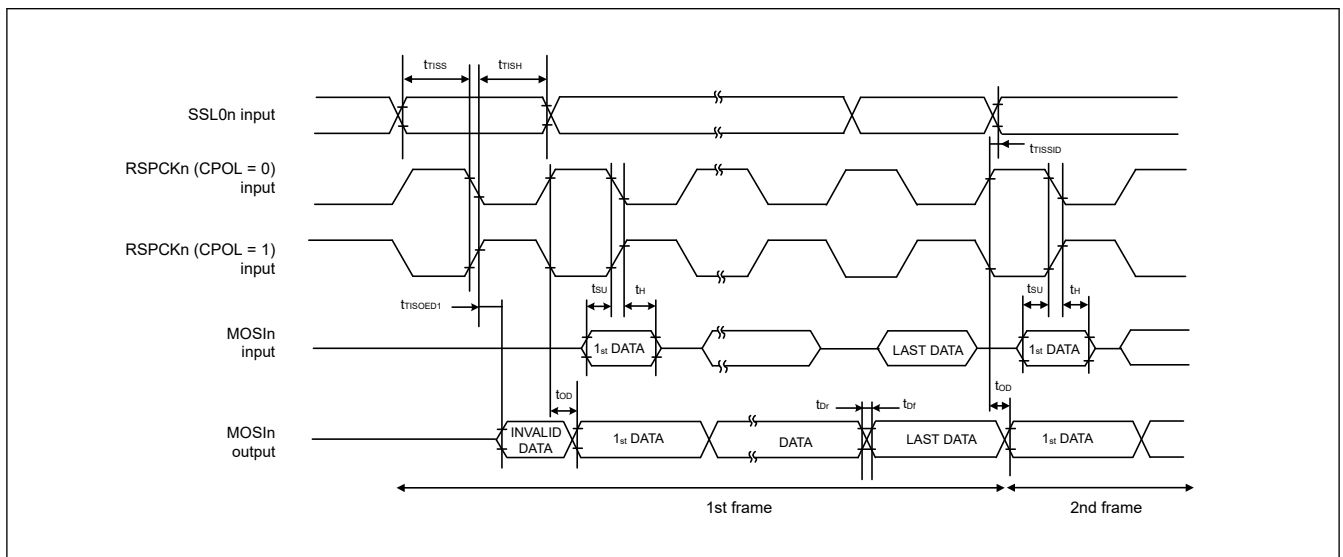 tTISS
tTISH
SSL0n input
tTISSID
RSPCKn (CPOL = 0)
input
RSPCKn (CPOL = 1)
input
tSU
tH
tSU
tH
tTISOED1
MOSIn
input
1st DATA
LAST DATA
1st DATA
tOD
tDr
tDf
tOD
MOSIn
output
INVALID
DATA
1st DATA
DATA
LAST DATA
1st DATA
1st frame
2nd frame